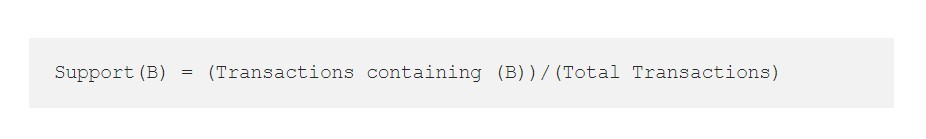 Support(B) = (Transactions containing (B))/(Total Transactions)